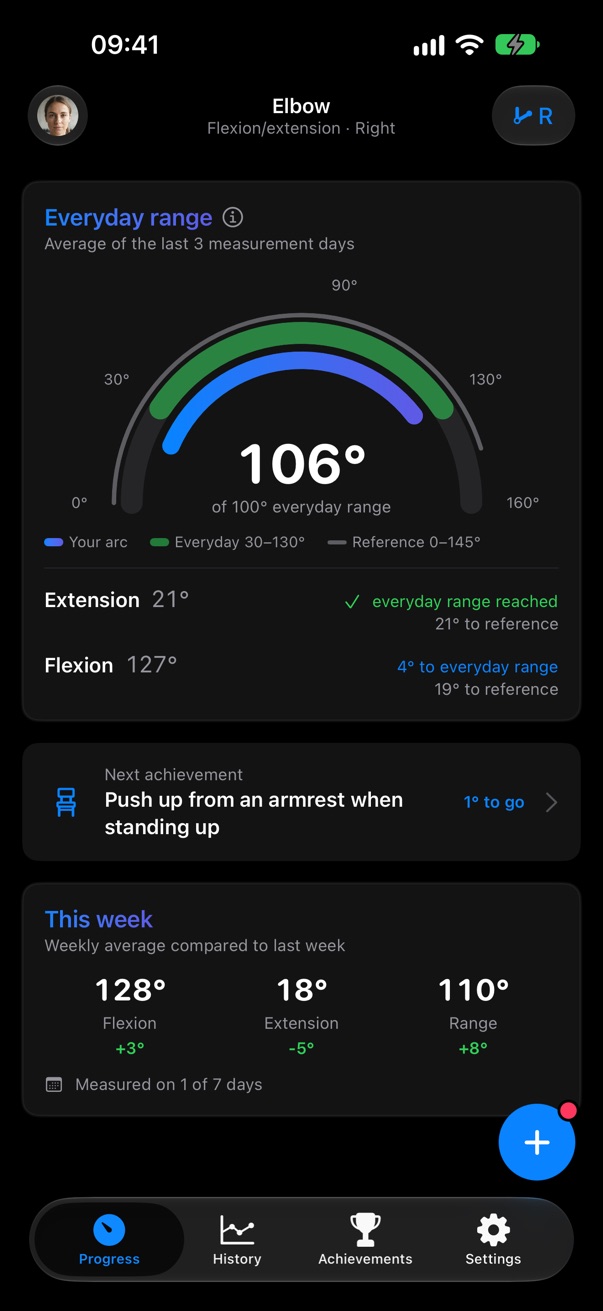 09:41
Elbow
Flexion/extension · Right
R
Everyday range
Average of the last 3 measurement days
90°
30°
130°
0°
160°
106°
of 100° everyday range
Your arc
Everyday 30–130°
Reference 0–145°
Extension 21°
everyday range reached
21° to reference
Flexion 127°
4° to everyday range
19° to reference
Next achievement
Push up from an armrest when
standing up
1° to go
This week
Weekly average compared to last week
128° 18° 110°
Flexion Extension Range
+3° -5° +8°
Measured on 1 of 7 days
Progress History Achievements Settings